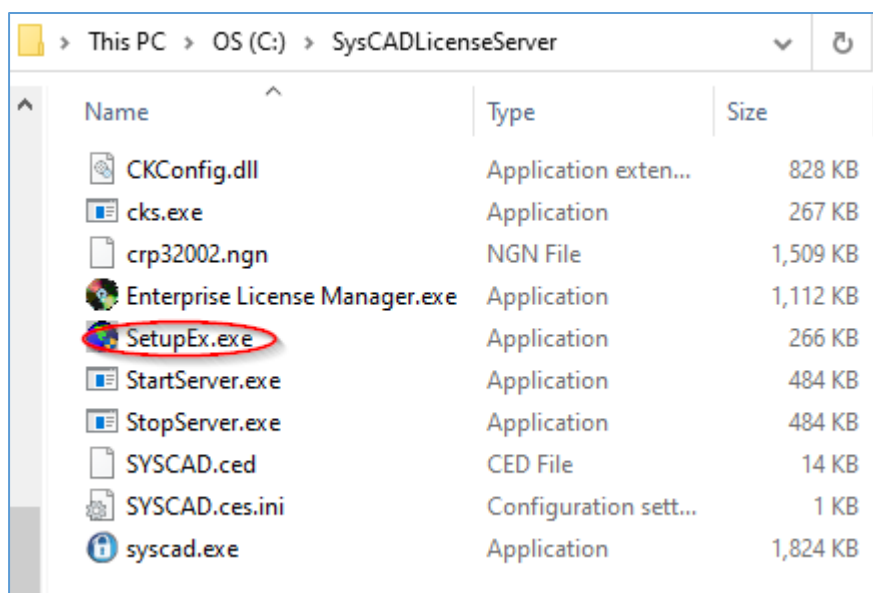 This PC > OS (C:) > SysCADLicenseServer
Name Type Size
CKConfig.dll Application exten... 828 KB
cks.exe Application 267 KB
crp32002.ngn NGN File 1,509 KB
Enterprise License Manager.exe Application 1,112 KB
SetupEx.exe Application 266 KB
StartServer.exe Application 484 KB
StopServer.exe Application 484 KB
SYSCAD.ced CED File 14 KB
SYSCAD.ces.ini Configuration sett... 1 KB
syscad.exe Application 1,824 KB